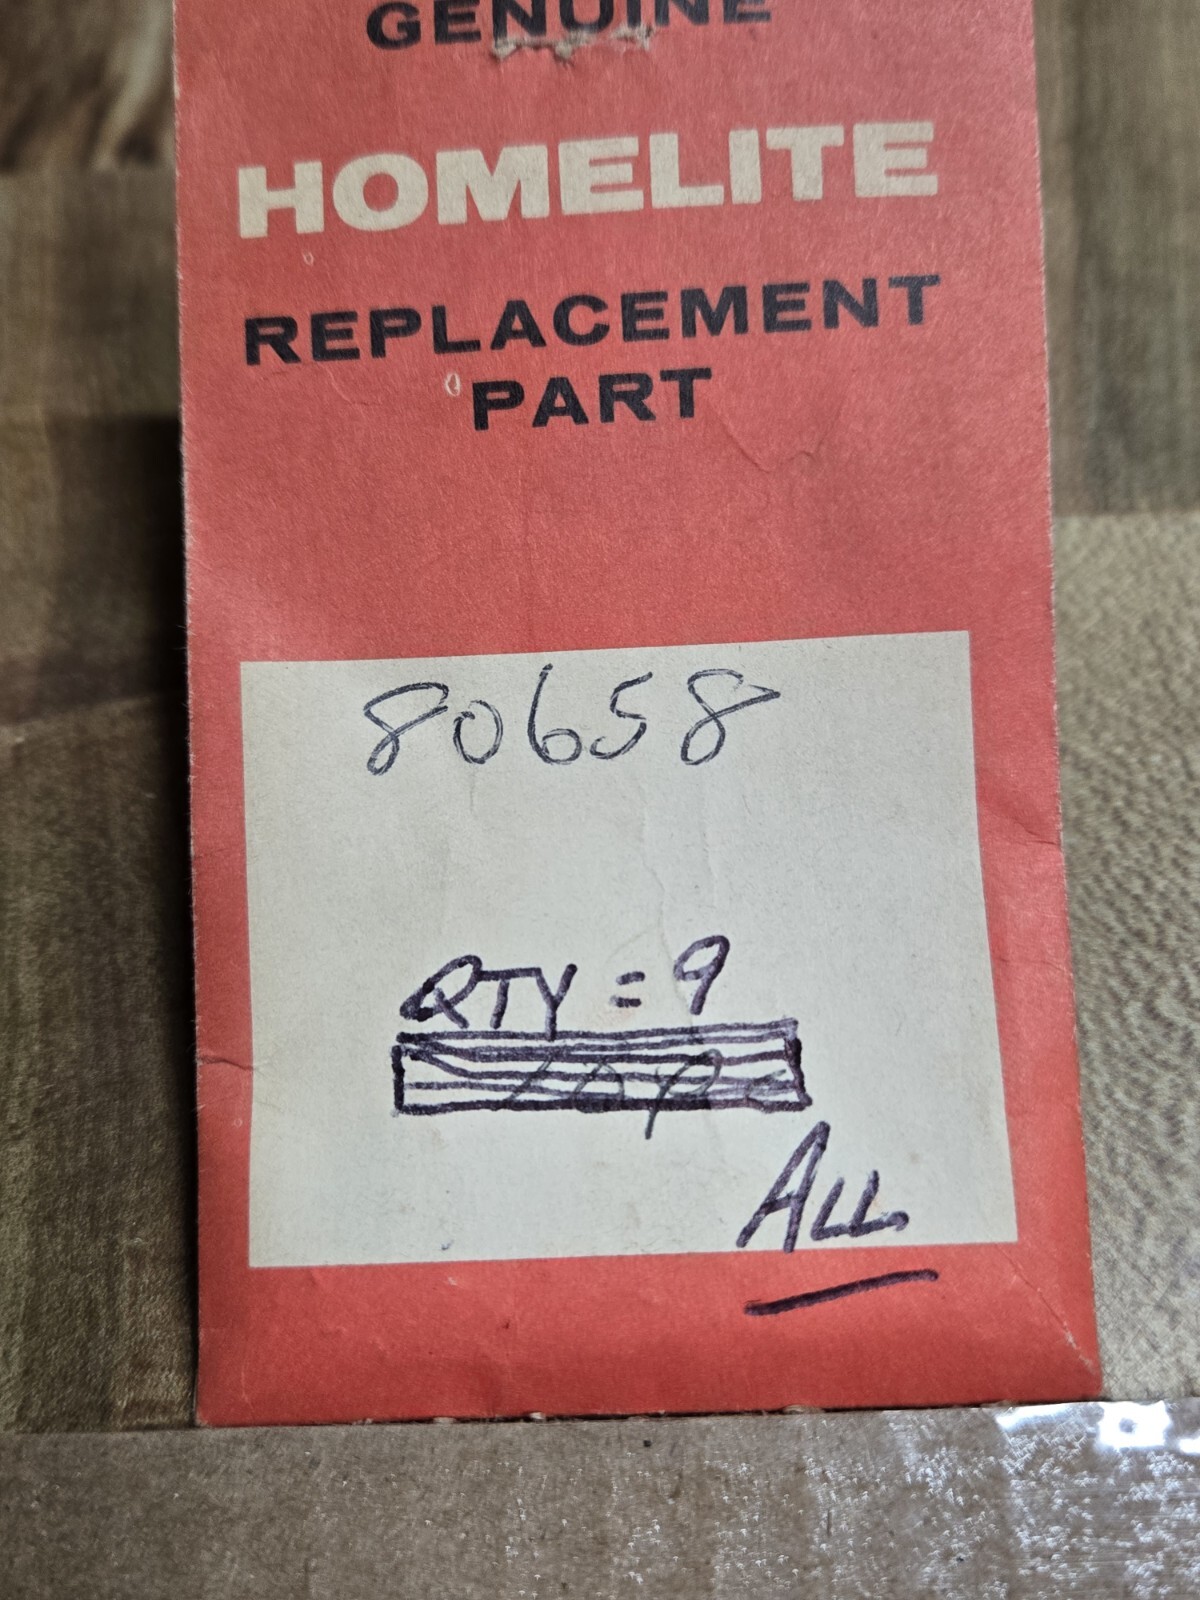 GENUINE
HOMELITE
REPLACEMENT
PART
80658
QTY = 9
ALL